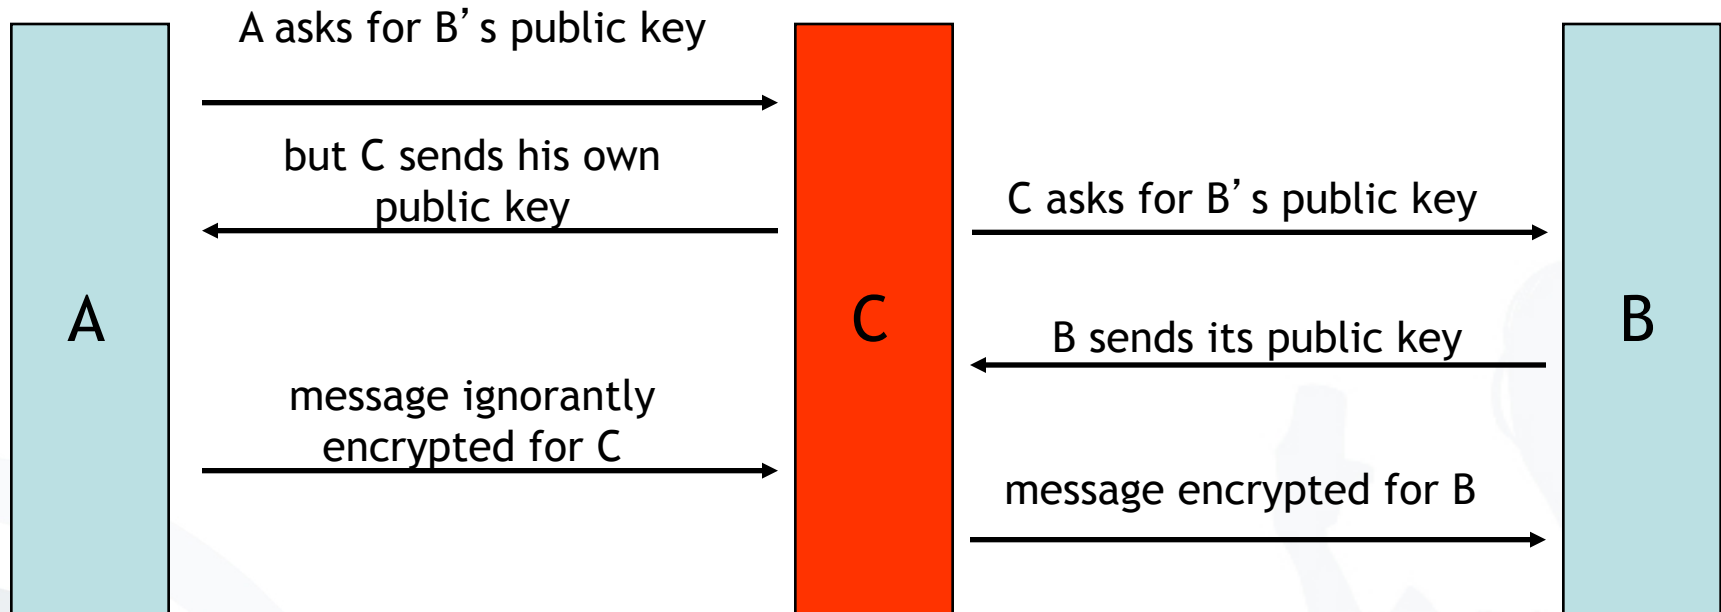 A asks for B’s public key
but C sends his own
public key
C asks for B’s public key
A
C
B
B sends its public key
message ignorantly
encrypted for C
message encrypted for B